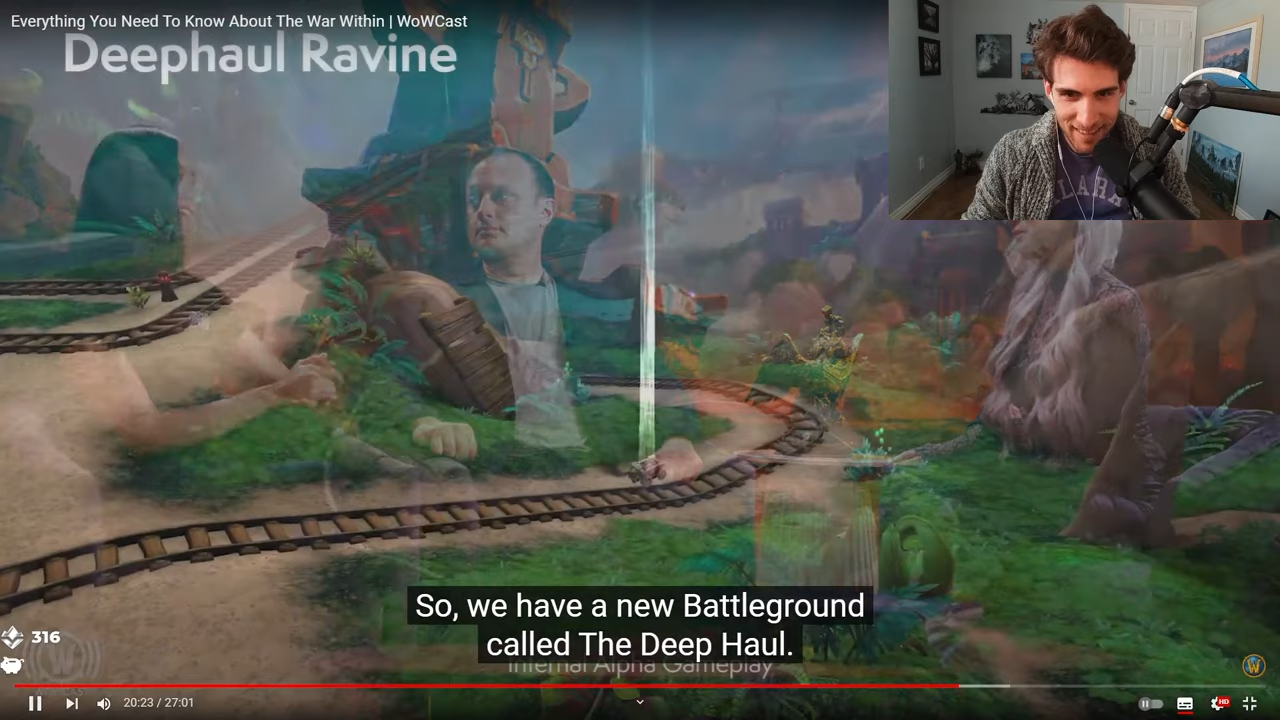 Everything You Need To Know About The War Within | WoWCast
Deephaul Ravine
So, we have a new Battleground
called The Deep Haul.
Internal Alpha Gameplay
316
20:23 / 27:01
HD